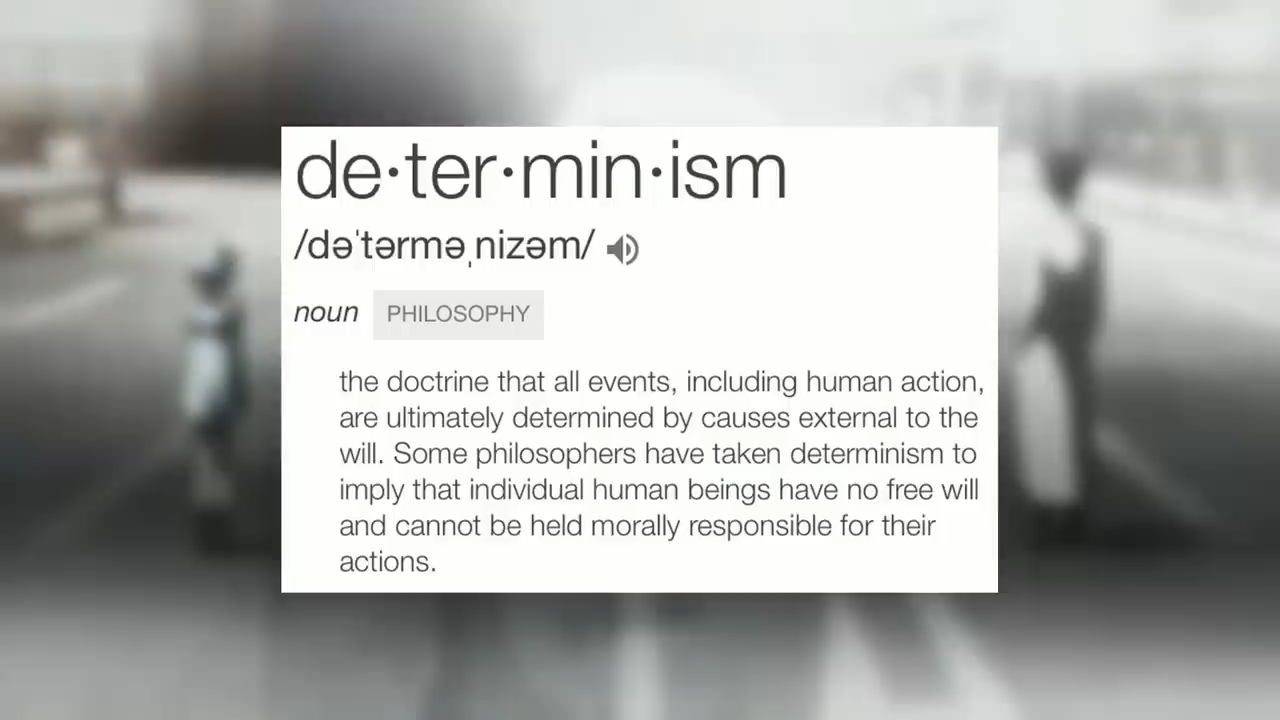 de·ter·min·ism
/dəˈtərməˌnizəm/
noun PHILOSOPHY
the doctrine that all events, including human action,
are ultimately determined by causes external to the
will. Some philosophers have taken determinism to
imply that individual human beings have no free will
and cannot be held morally responsible for their
actions.